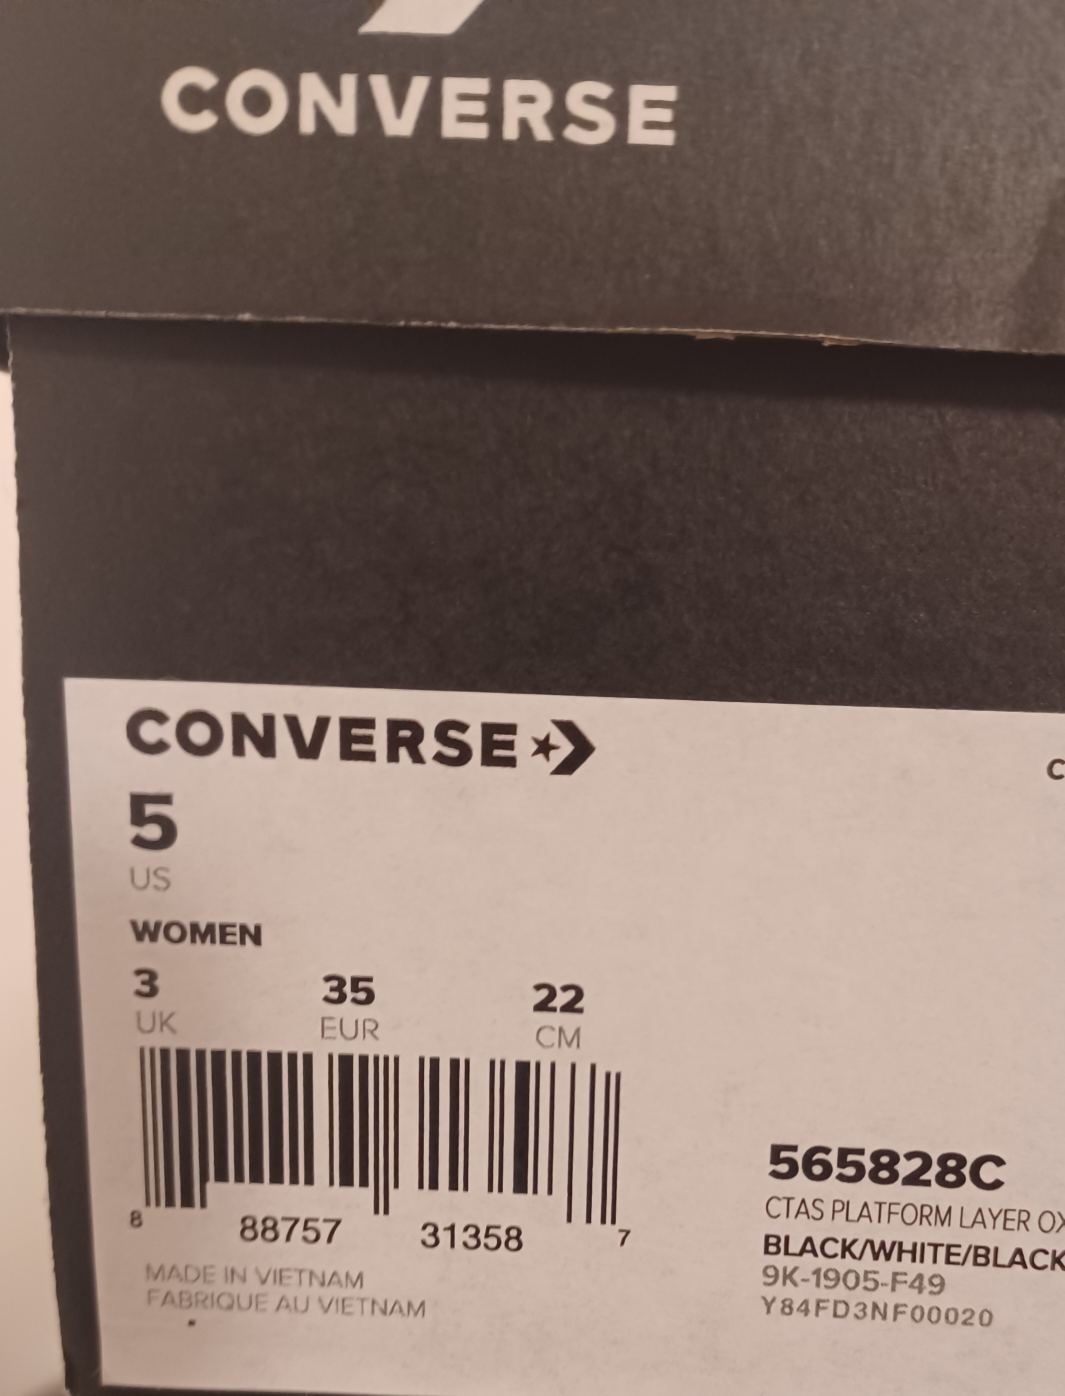 CONVERSE
CONVERSE
5
US
WOMEN
3 35 22
UK EUR CM
8 88757 31358 7
MADE IN VIETNAM
FABRIQUE AU VIETNAM
C
565828C
CTAS PLATFORM LAYER OX
BLACK/WHITE/BLACK
9K-1905-F49
Y84FD3NF00020